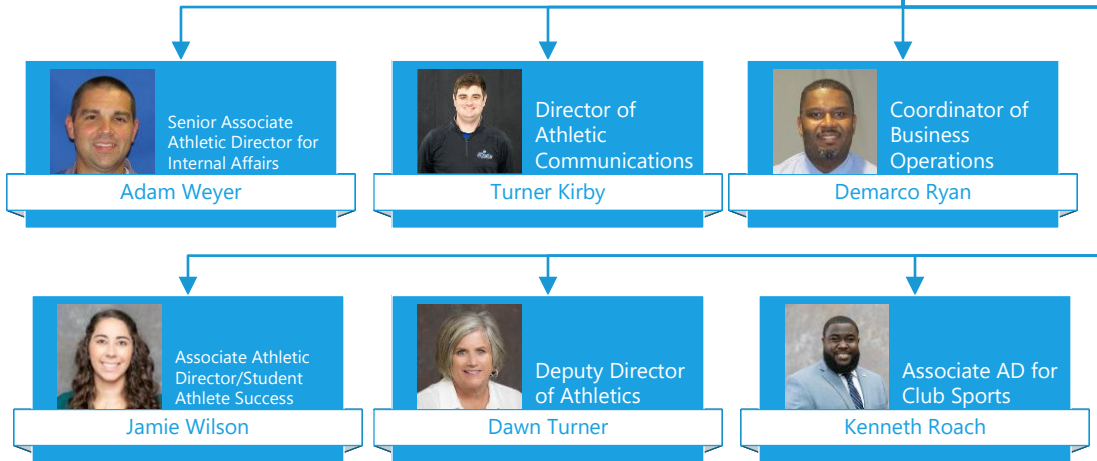 Senior Associate
Athletic Director for
Internal Affairs
Adam Weyer
Director of
Athletic
Communications
Turner Kirby
Coordinator of
Business
Operations
Demarco Ryan
Associate Athletic
Director/Student
Athlete Success
Jamie Wilson
Deputy Director
of Athletics
Dawn Turner
Associate AD for
Club Sports
Kenneth Roach